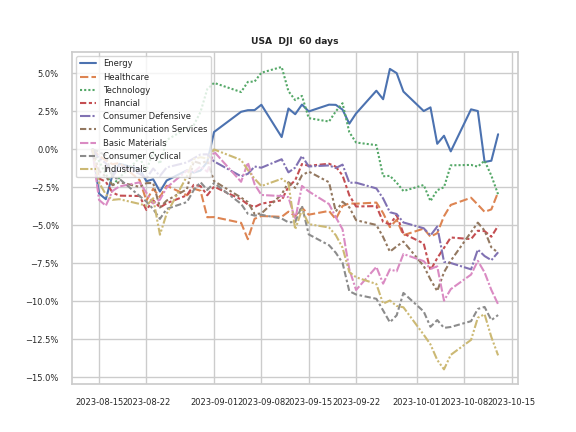 USA DJI 60 days
Energy
Healthcare
Technology
Financial
Consumer Defensive
Communication Services
Basic Materials
Consumer Cyclical
Industrials
5.0%
2.5%
0.0%
−2.5%
−5.0%
−7.5%
−10.0%
−12.5%
−15.0%
2023-08-15 2023-08-22 2023-09-01 2023-09-08 2023-09-15 2023-09-22 2023-10-01 2023-10-08 2023-10-15